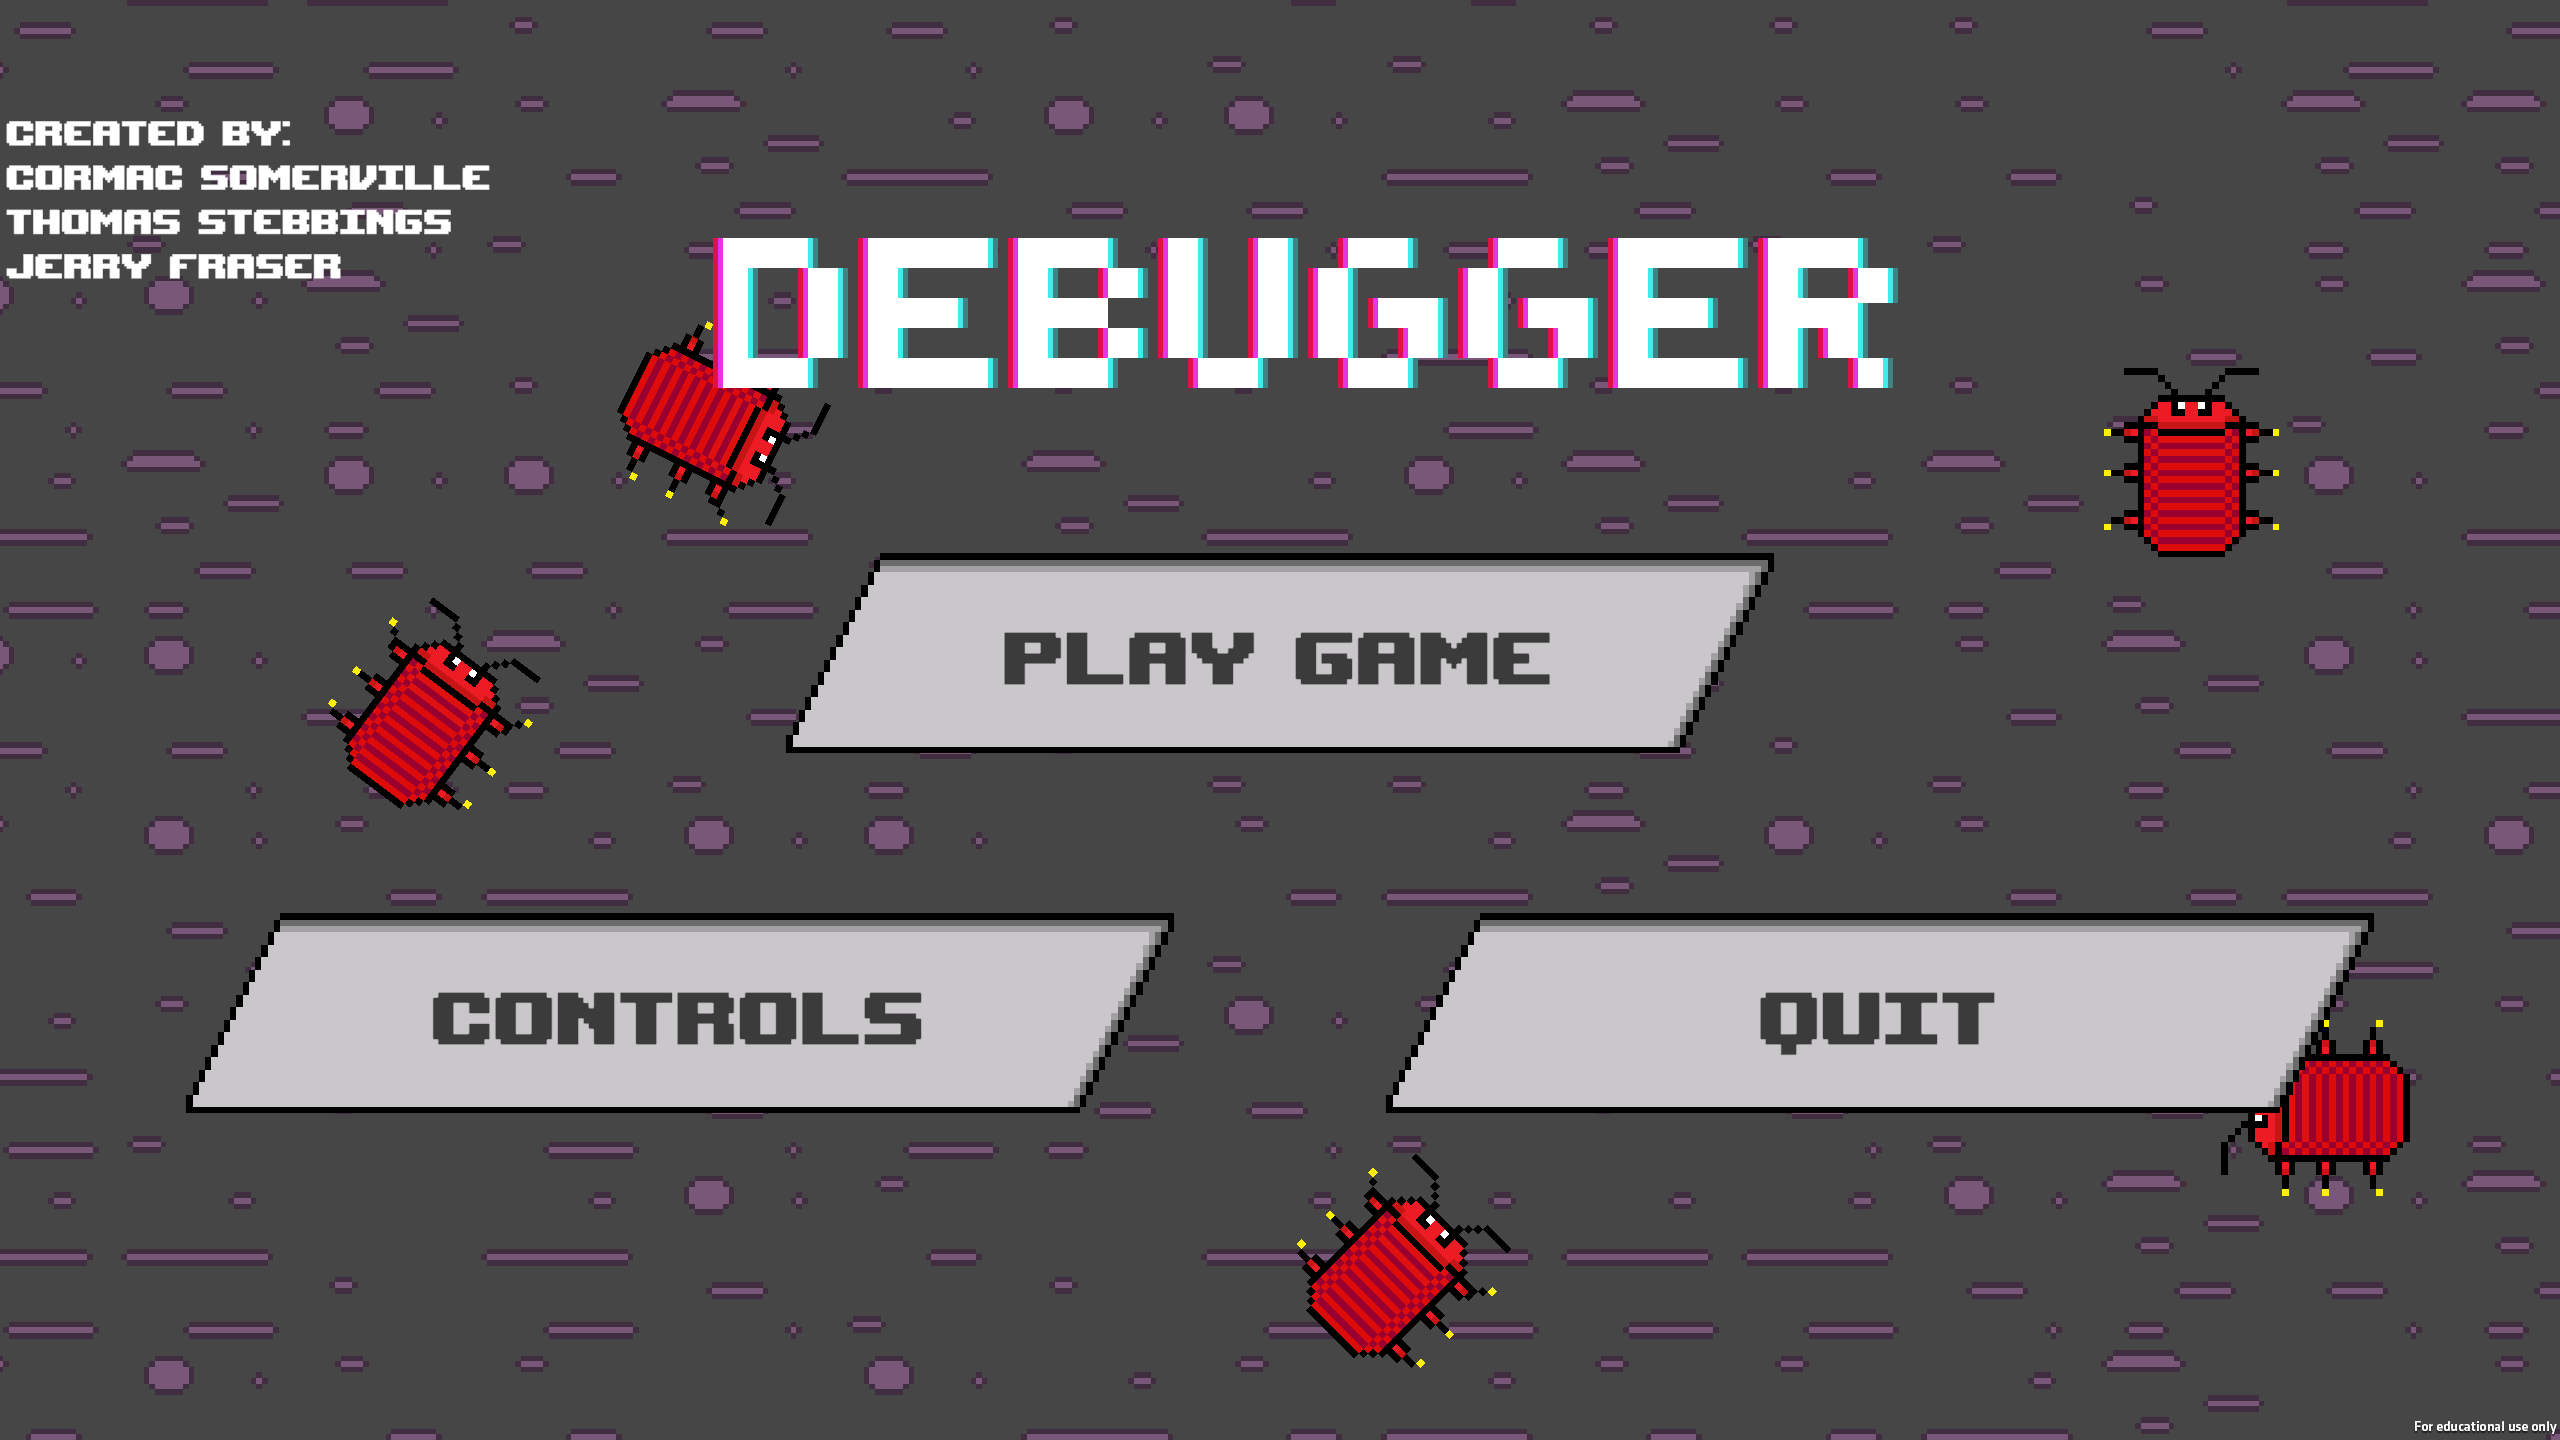 CREATED BY:
CORMAC SOMERVILLE
THOMAS STEBBINGS
JERRY FRASER
DEBUGGER
PLAY GAME
CONTROLS
QUIT
For educational use only